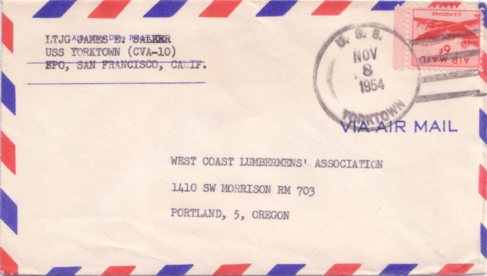 LTJG JAMES E. SALZER
USS YORKTOWN (CVA-10)
FPO, SAN FRANCISCO, CALIF.
U. S. S.
NOV
8
1954
YORKTOWN
U.S. POSTAGE
6¢
AIR MAIL
VIA AIR MAIL
WEST COAST LUMBERMENS' ASSOCIATION
1410 SW MORRISON RM 703
PORTLAND, 5, OREGON